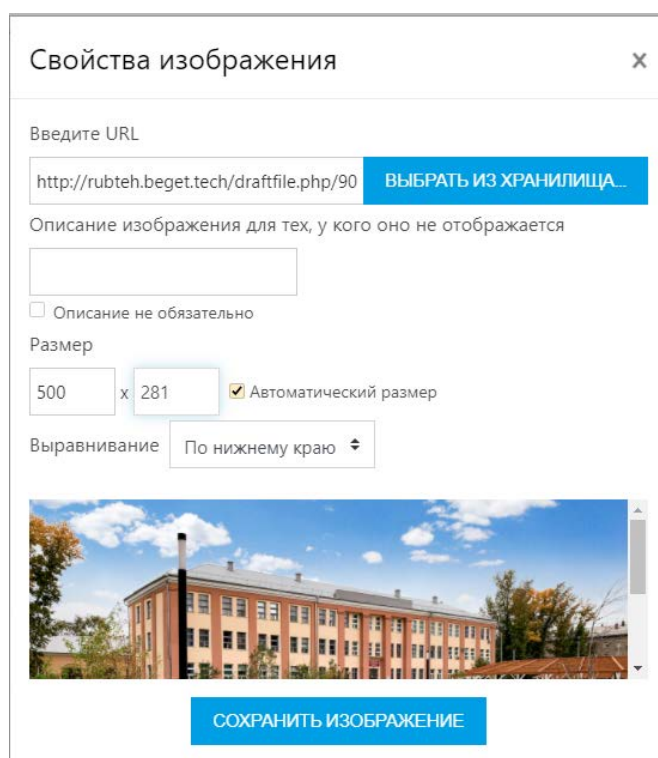 Свойства изображения ×
Введите URL
http://rubteh.beget.tech/draftfile.php/90 ВЫБРАТЬ ИЗ ХРАНИЛИЩА...
Описание изображения для тех, у кого оно не отображается
Описание не обязательно
Размер
500 x 281 Автоматический размер
Выравнивание По нижнему краю
СОХРАНИТЬ ИЗОБРАЖЕНИЕ